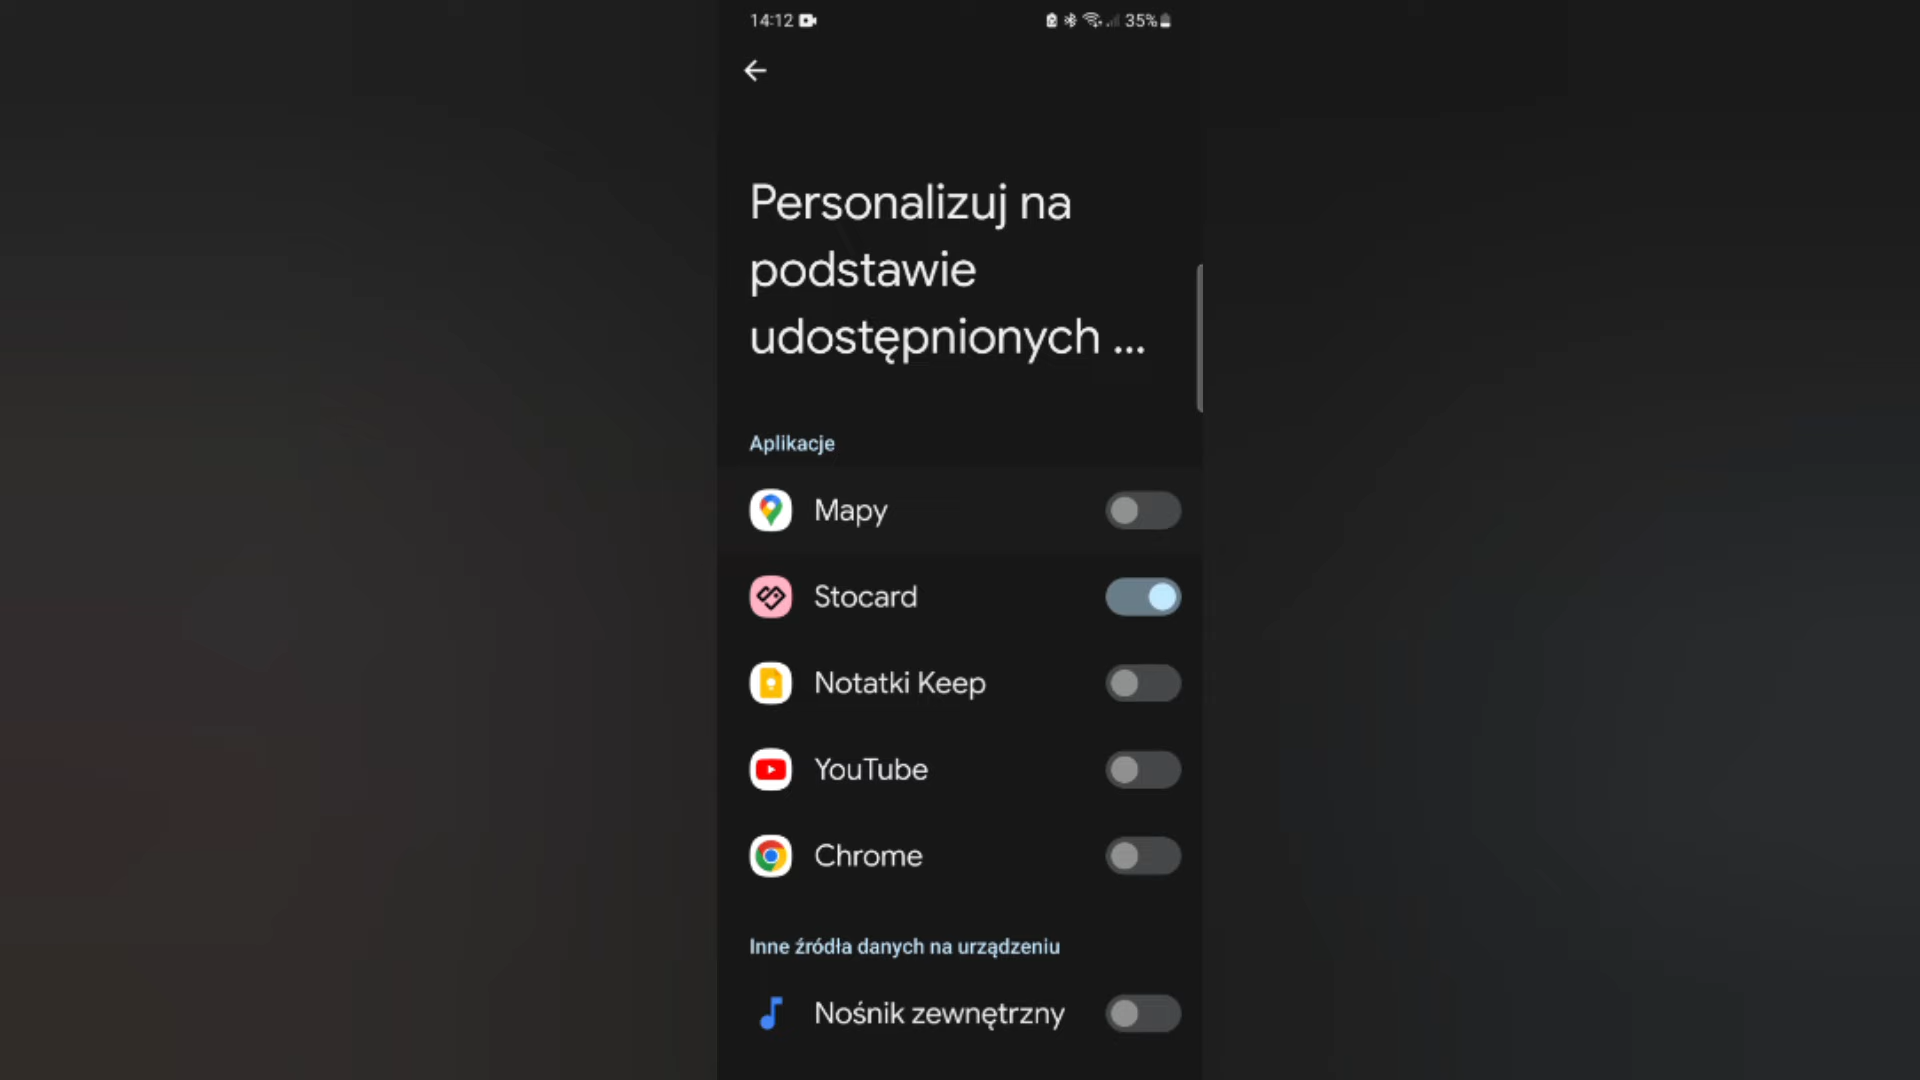 14:12 35%
Personalizuj na
podstawie
udostępnionych ...
Aplikacje
Mapy
Stocard
Notatki Keep
YouTube
Chrome
Inne źródła danych na urządzeniu
Nośnik zewnętrzny